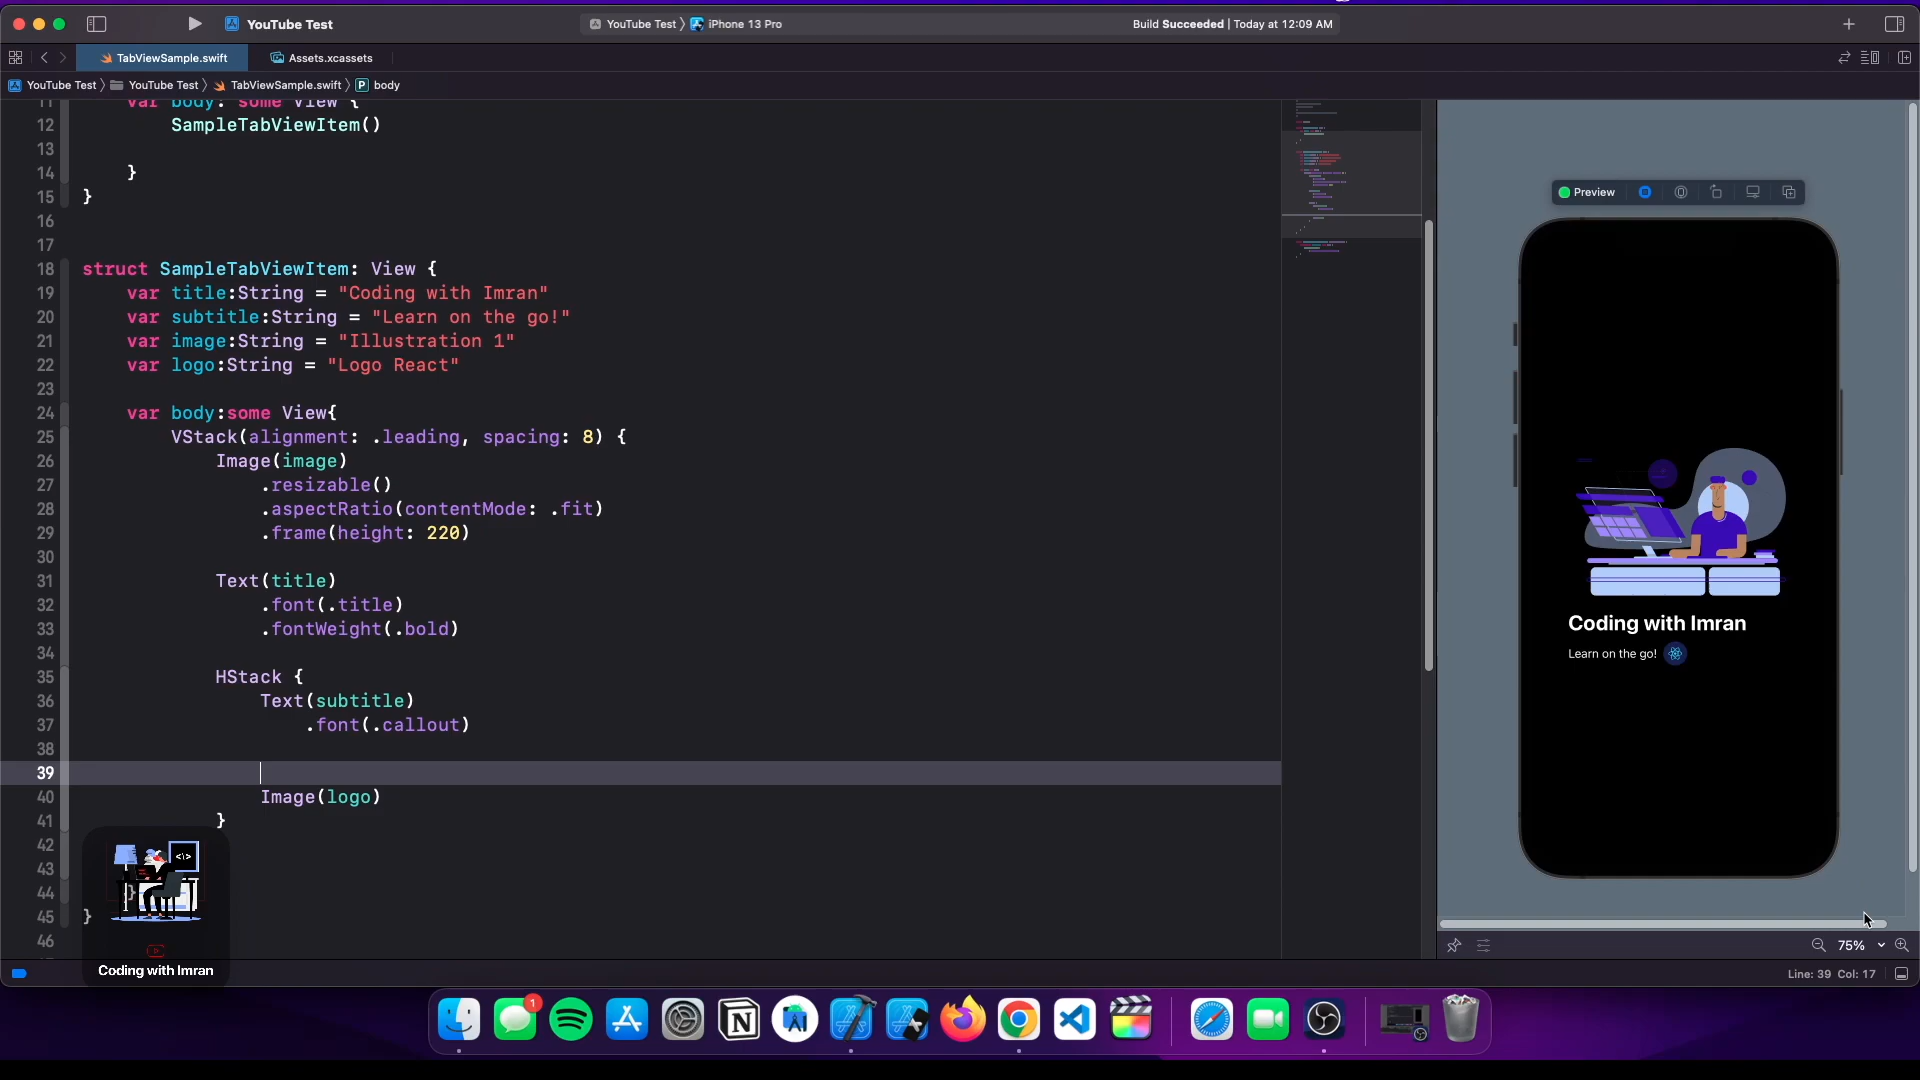 YouTube Test
YouTube Test 〉 iPhone 13 Pro
Build Succeeded | Today at 12:09 AM
TabViewSample.swift
Assets.xcassets
YouTube Test 〉 YouTube Test 〉 TabViewSample.swift 〉 P body
11 var body: some View {
12 SampleTabViewItem()
13
14 }
15 }
16
17
18 struct SampleTabViewItem: View {
19 var title:String = "Coding with Imran"
20 var subtitle:String = "Learn on the go!"
21 var image:String = "Illustration 1"
22 var logo:String = "Logo React"
23
24 var body:some View{
25 VStack(alignment: .leading, spacing: 8) {
26 Image(image)
27 .resizable()
28 .aspectRatio(contentMode: .fit)
29 .frame(height: 220)
30
31 Text(title)
32 .font(.title)
33 .fontWeight(.bold)
34
35 HStack {
36 Text(subtitle)
37 .font(.callout)
38
39
40 Image(logo)
41 }
42
43
44 }
45 }
46
</>
Coding with Imran
Preview
Coding with Imran
Learn on the go!
75%
Line: 39 Col: 17
1
N